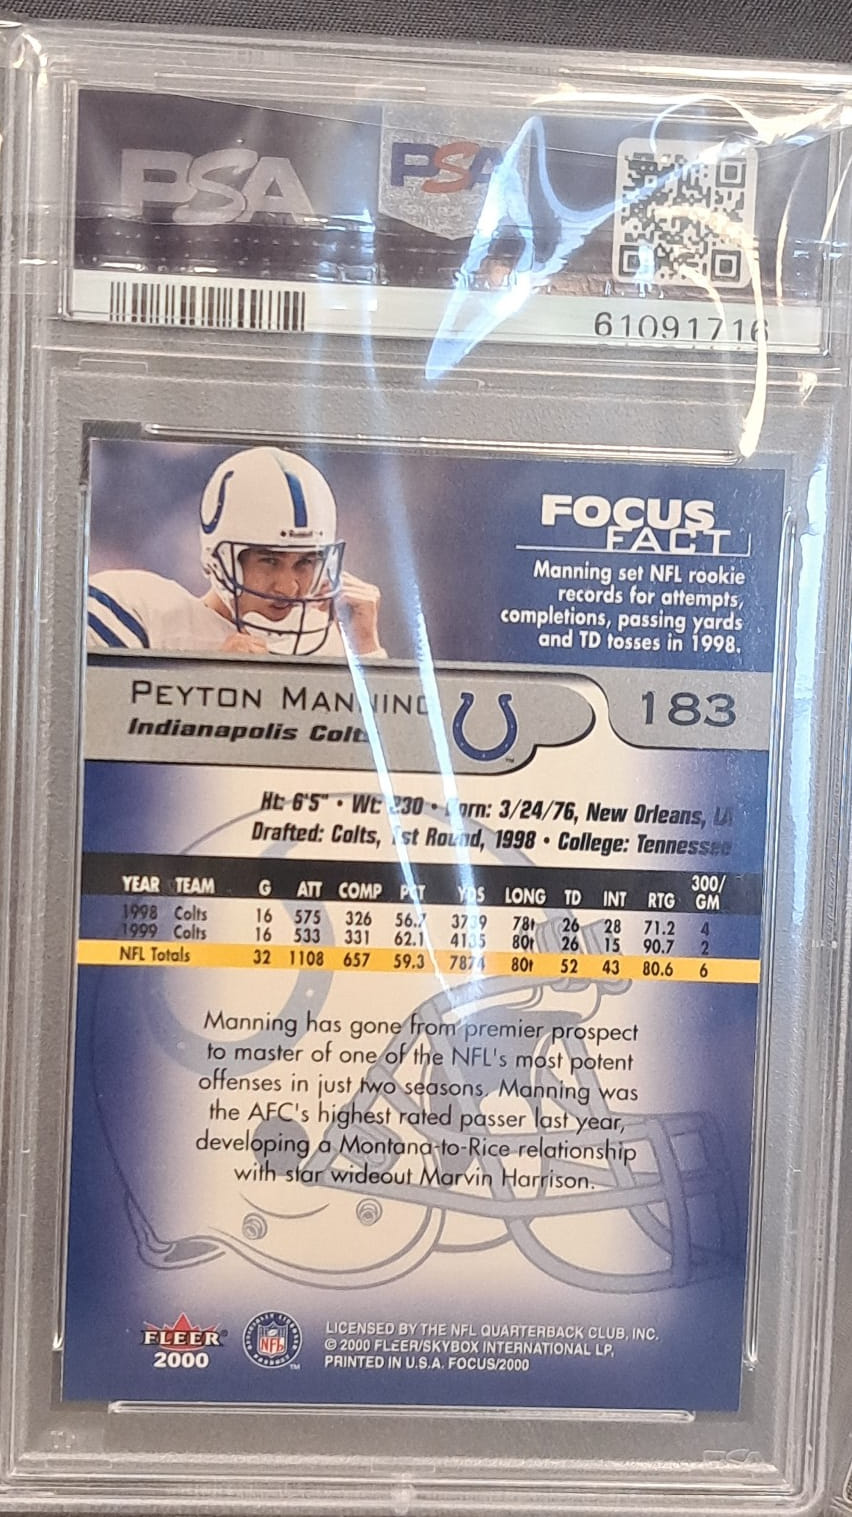 PSA PSA
61091716
FOCUS
FACT
Manning set NFL rookie
records for attempts,
completions, passing yards
and TD tosses in 1998.
PEYTON MANNING
Indianapolis Colts
183
Ht: 6'5" • Wt: 230 • Born: 3/24/76, New Orleans, LA
Drafted: Colts, 1st Round, 1998 • College: Tennessee
YEAR TEAM G ATT COMP PCT YDS LONG TD INT RTG 300/GM
1998 Colts 16 575 326 56.7 3739 78t 26 28 71.2 4
1999 Colts 16 533 331 62.1 4135 80t 26 15 90.7 2
NFL Totals 32 1108 657 59.3 7874 80t 52 43 80.6 6
Manning has gone from premier prospect
to master of one of the NFL's most potent
offenses in just two seasons. Manning was
the AFC's highest rated passer last year,
developing a Montana-to-Rice relationship
with star wideout Marvin Harrison.
FLEER
2000
NFL
LICENSED BY THE NFL QUARTERBACK CLUB, INC.
© 2000 FLEER/SKYBOX INTERNATIONAL LP,
PRINTED IN U.S.A. FOCUS/2000
PSA